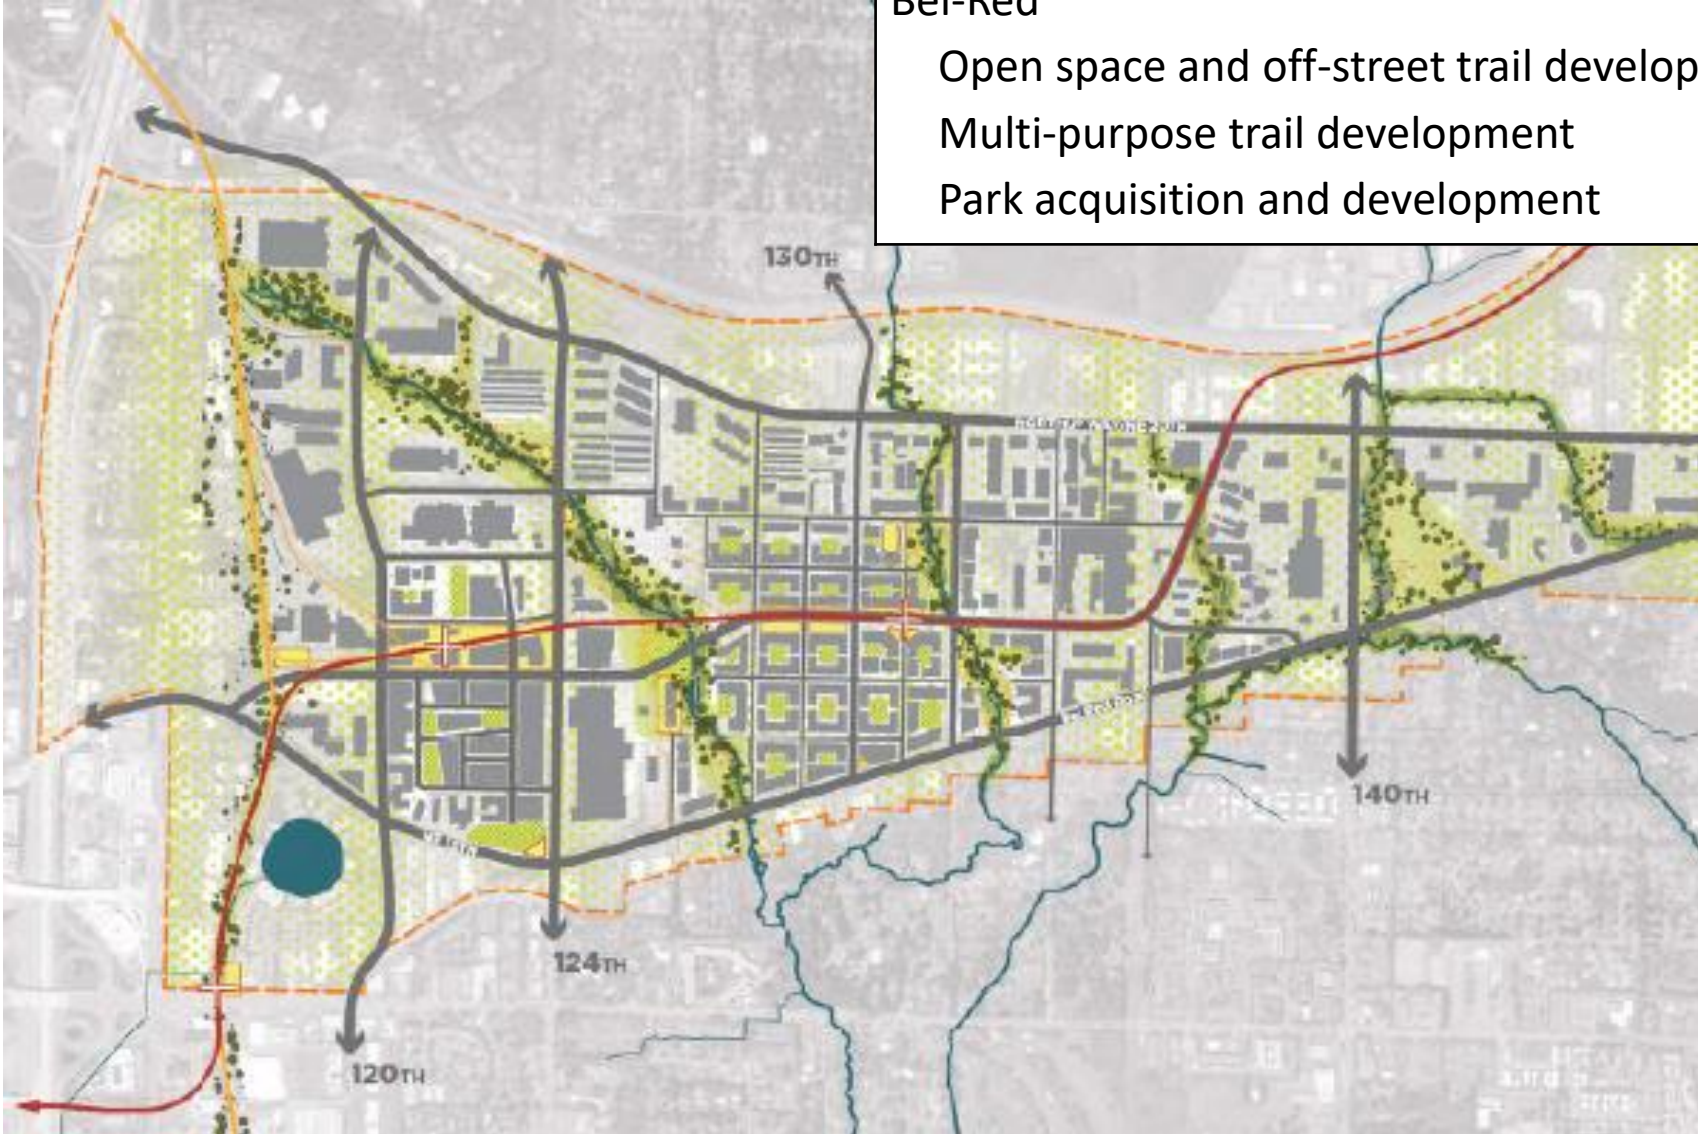 Bel-Red
Open space and off-street trail develop
Multi-purpose trail development
Park acquisition and development
130TH
140TH
124TH
120TH